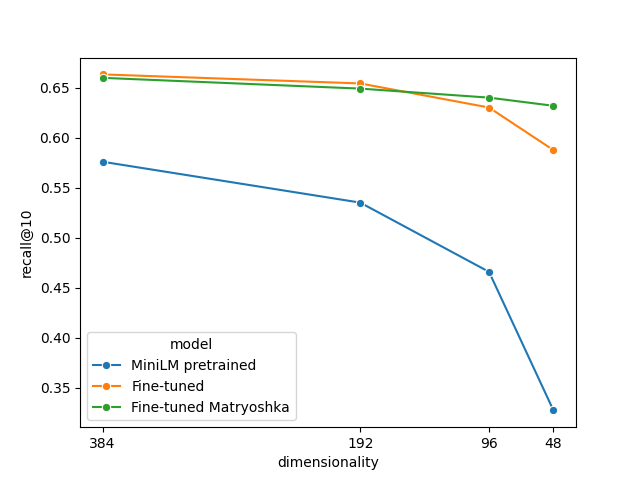 0.65
0.60
0.55
0.50
0.45
0.40
0.35
recall@10
model
MiniLM pretrained
Fine-tuned
Fine-tuned Matryoshka
384 192 96 48
dimensionality